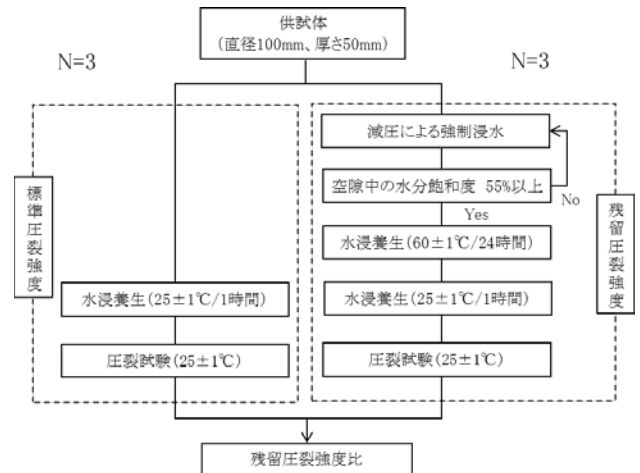 供試体
(直径100mm、厚さ50mm)
N=3
N=3
減圧による強制浸水
空隙中の水分飽和度 55%以上
No
Yes
標準圧裂強度
残留圧裂強度
水浸養生(60±1℃/24時間)
水浸養生(25±1℃/1時間)
水浸養生(25±1℃/1時間)
圧裂試験(25±1℃)
圧裂試験(25±1℃)
残留圧裂強度比